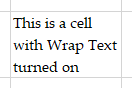 This is a cell
with Wrap Text
turned on